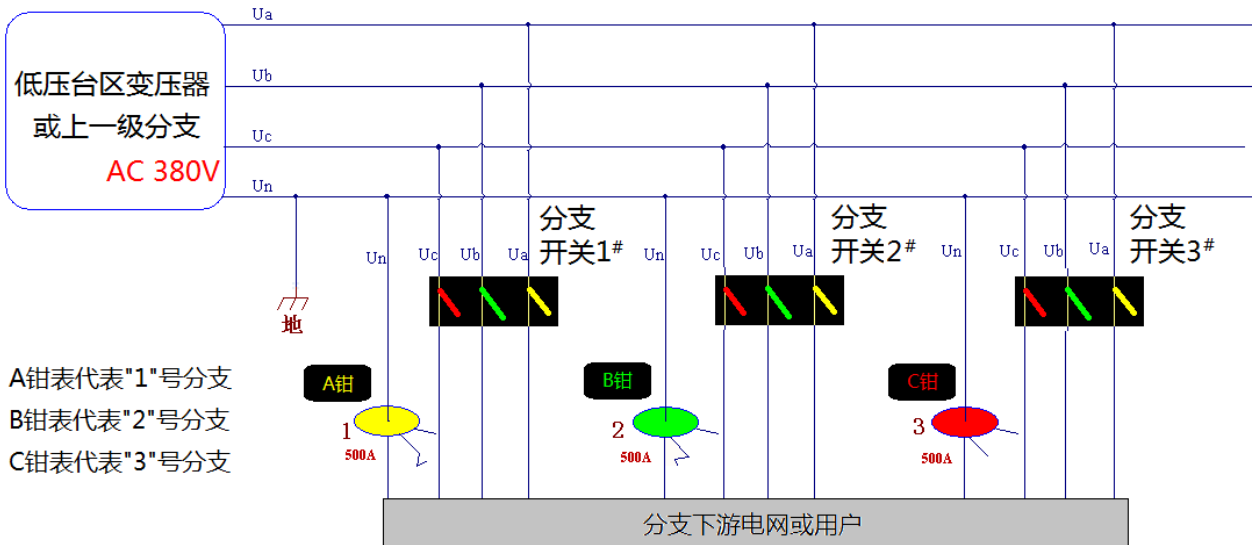 Ua
Ub
Uc
Un
低压台区变压器
或上一级分支
AC 380V
地
Un
Uc
Ub
Ua
分支
开关1#
Un
Uc
Ub
Ua
分支
开关2#
Un
Uc
Ub
Ua
分支
开关3#
A钳
B钳
C钳
A钳表代表"1"号分支
B钳表代表"2"号分支
C钳表代表"3"号分支
1
500A
2
500A
3
500A
分支下游电网或用户